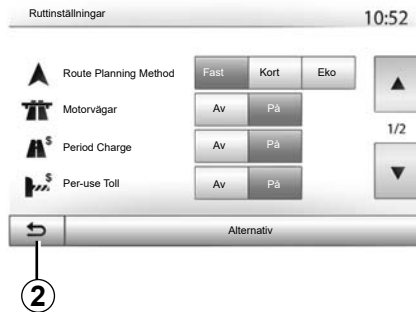 Ruttinställningar 10:52
Route Planning Method Fast Kort Eko
Motorvägar Av På
1/2
Period Charge Av På
Per-use Toll Av På
Alternativ
2